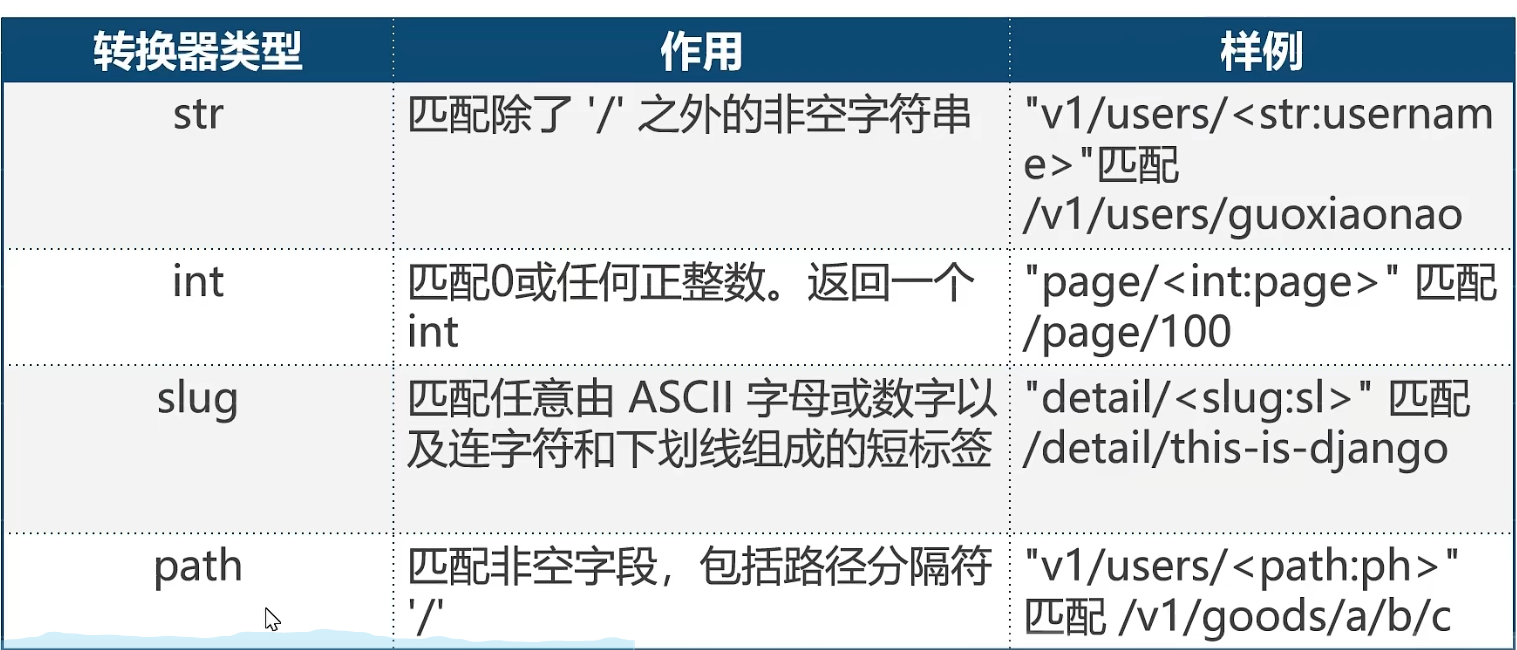 转换器类型
作用
样例
str
匹配除了 '/' 之外的非空字符串
"v1/users/<str:usernam
e>"匹配
/v1/users/guoxiaonao
int
匹配0或任何正整数。返回一个
int
"page/<int:page>" 匹配
/page/100
slug
匹配任意由 ASCII 字母或数字以
及连字符和下划线组成的短标签
"detail/<slug:sl>" 匹配
/detail/this-is-django
path
匹配非空字段，包括路径分隔符
'/'
"v1/users/<path:ph>"
匹配 /v1/goods/a/b/c